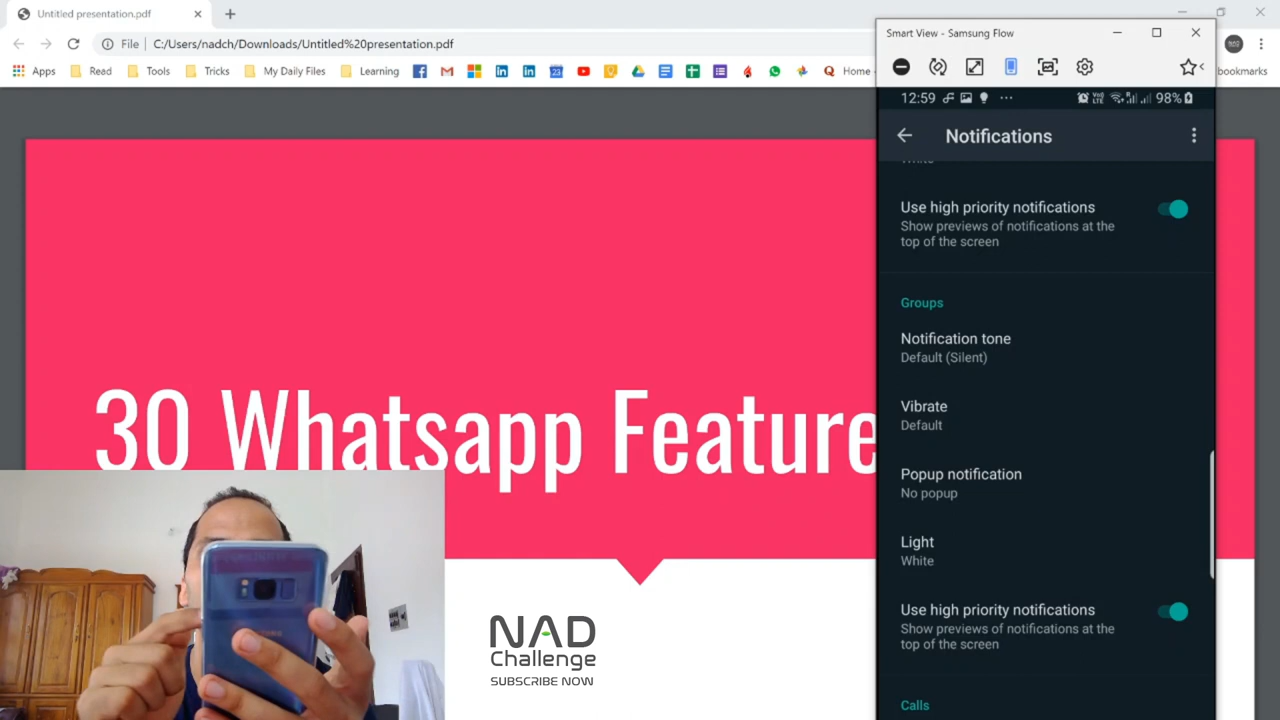 Untitled presentation.pdf
File
C:/Users/nadch/Downloads/Untitled%20presentation.pdf
Apps
Read
Tools
Tricks
My Daily Files
Learning
Home
bookmarks
30 Whatsapp Feature
NAD
Challenge
SUBSCRIBE NOW
Smart View - Samsung Flow
12:59
98%
Notifications
Use high priority notifications
Show previews of notifications at the
top of the screen
Groups
Notification tone
Default (Silent)
Vibrate
Default
Popup notification
No popup
Light
White
Use high priority notifications
Show previews of notifications at the
top of the screen
Calls